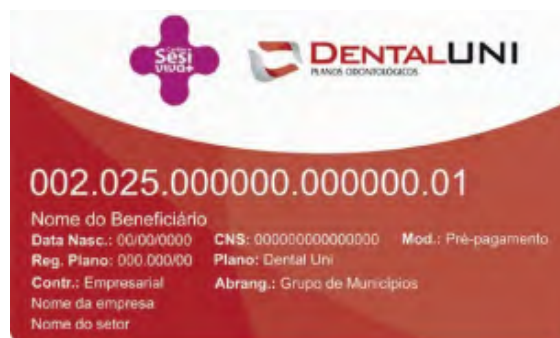 Cartão
Sesi
viva+
DENTALUNI
PLANOS ODONTOLÓGICOS
002.025.000000.000000.01
Nome do Beneficiário
Data Nasc.: 00/00/0000 CNS: 000000000000000 Mod.: Pré-pagamento
Reg. Plano: 000.000/00 Plano: Dental Uni
Contr.: Empresarial Abrang.: Grupo de Municípios
Nome da empresa
Nome do setor